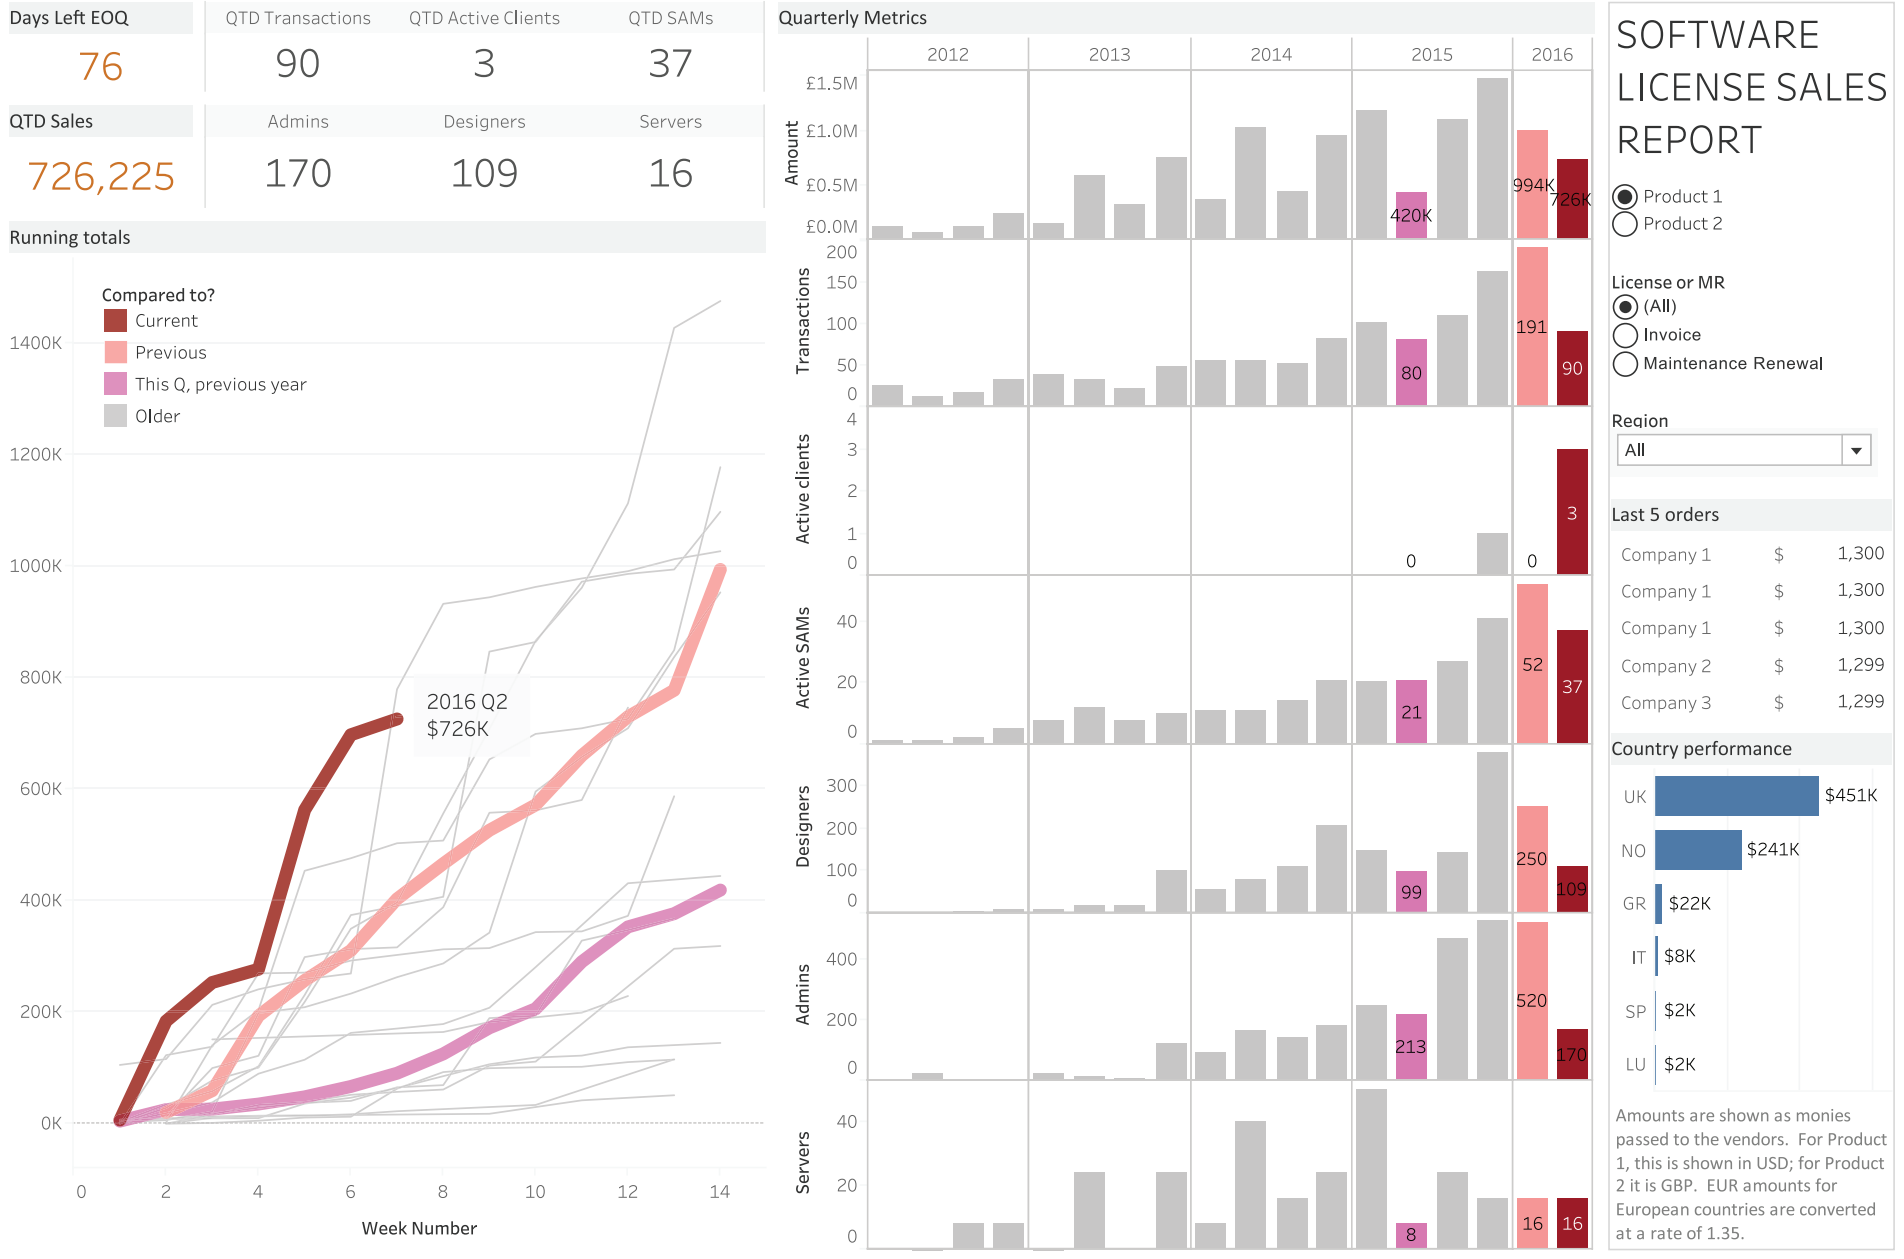 Days Left EOQ
76
QTD Transactions
90
QTD Active Clients
3
QTD SAMs
37
QTD Sales
726,225
Admins
170
Designers
109
Servers
16
Running totals
Compared to?
Current
Previous
This Q, previous year
Older
1400K
1200K
1000K
800K
600K
400K
200K
0K
2016 Q2
$726K
0 2 4 6 8 10 12 14
Week Number
Quarterly Metrics
2012 2013 2014 2015 2016
Amount
£1.5M
£1.0M
£0.5M
£0.0M
420K
994K
726K
Transactions
200
150
100
50
0
80
191
90
Active clients
4
3
2
1
0
0
0
3
Active SAMs
40
20
0
21
52
37
Designers
300
200
100
0
99
250
109
Admins
400
200
0
213
520
170
Servers
40
20
0
8
16
16
SOFTWARE
LICENSE SALES
REPORT
Product 1
Product 2
License or MR
(All)
Invoice
Maintenance Renewal
Region
All
Last 5 orders
Company 1 $ 1,300
Company 1 $ 1,300
Company 1 $ 1,300
Company 2 $ 1,299
Company 3 $ 1,299
Country performance
UK $451K
NO $241K
GR $22K
IT $8K
SP $2K
LU $2K
Amounts are shown as monies
passed to the vendors. For Product
1, this is shown in USD; for Product
2 it is GBP. EUR amounts for
European countries are converted
at a rate of 1.35.